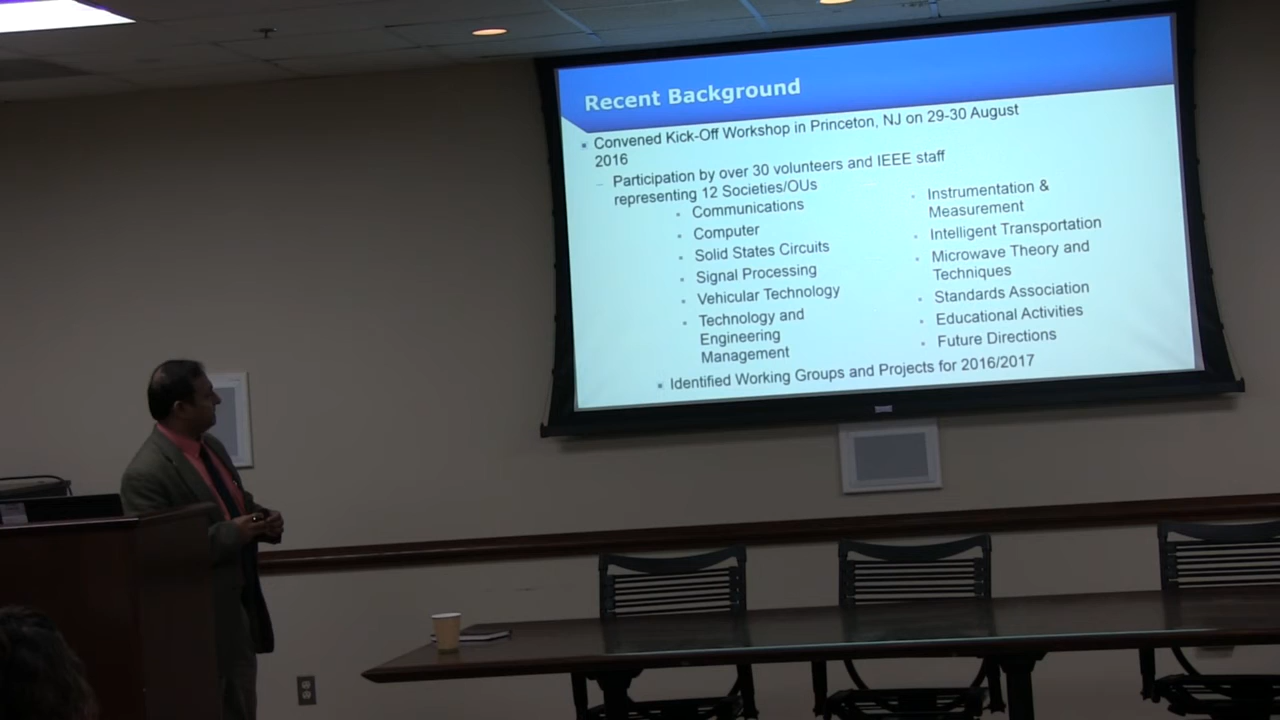 Recent Background
Convened Kick-Off Workshop in Princeton, NJ on 29-30 August
2016
Participation by over 30 volunteers and IEEE staff
representing 12 Societies/OUs
Communications
Computer
Solid States Circuits
Signal Processing
Vehicular Technology
Technology and
Engineering
Management
Instrumentation &
Measurement
Intelligent Transportation
Microwave Theory and
Techniques
Standards Association
Educational Activities
Future Directions
Identified Working Groups and Projects for 2016/2017